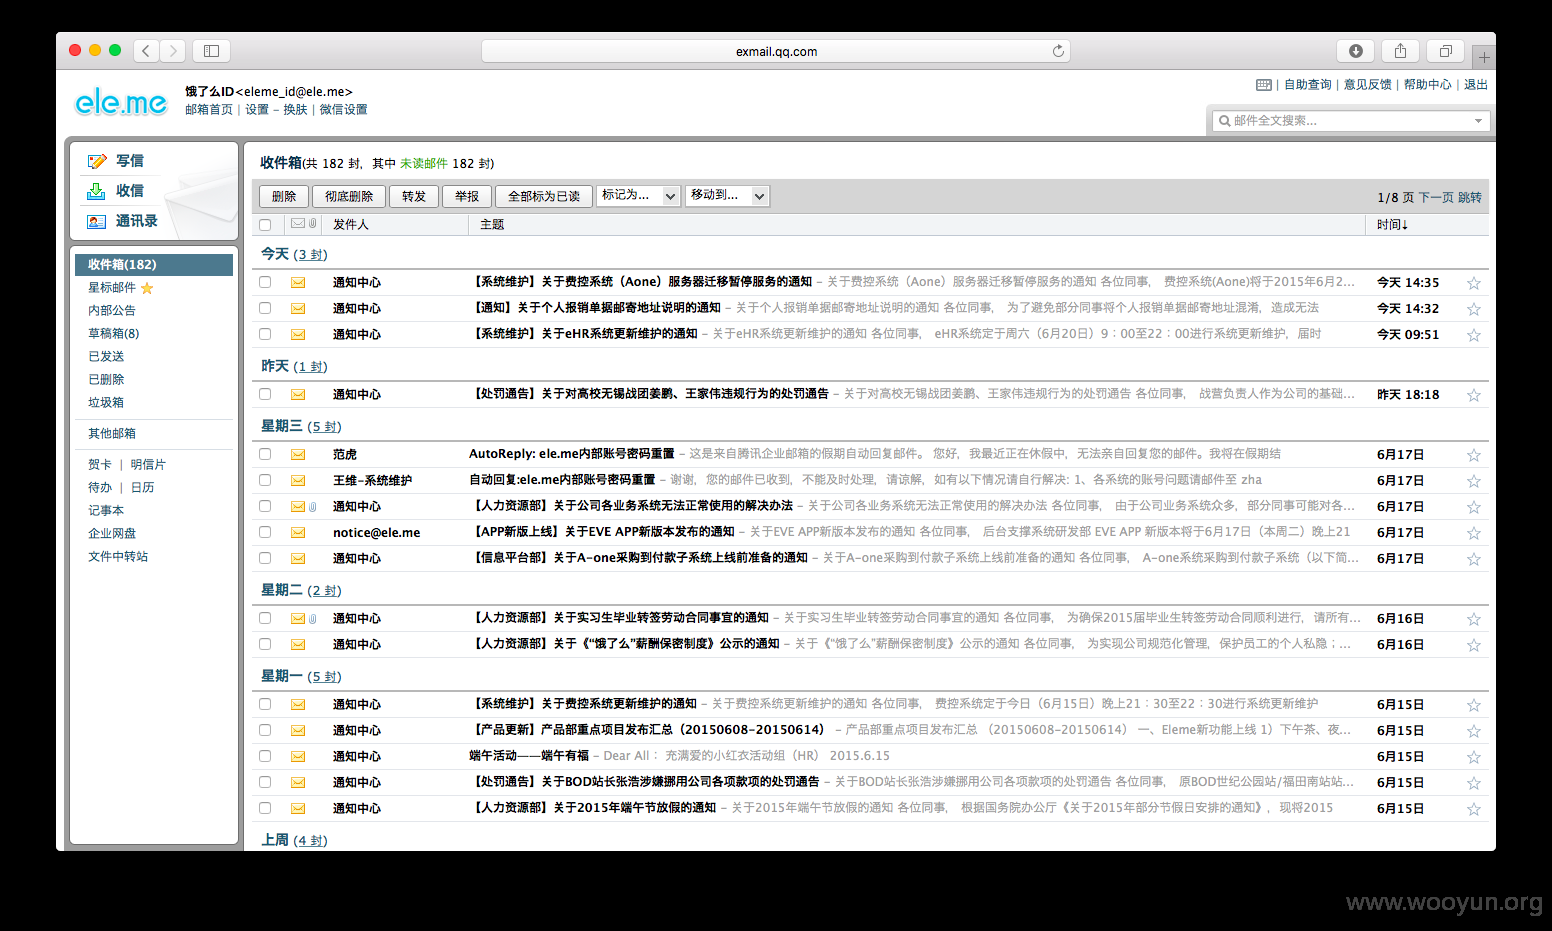 exmail.qq.com
ele.me
饿了么ID<eleme_id@ele.me>
邮箱首页 | 设置 - 换肤 | 微信设置
自助查询 | 意见反馈 | 帮助中心 | 退出
邮件全文搜索...
写信
收信
通讯录
收件箱(182)
星标邮件
内部公告
草稿箱(8)
已发送
已删除
垃圾箱
其他邮箱
贺卡 | 明信片
待办 | 日历
记事本
企业网盘
文件中转站
收件箱(共 182 封，其中 未读邮件 182 封)
删除 彻底删除 转发 举报 全部标为已读 标记为... 移动到... 1/8 页 下一页 跳转
发件人 主题 时间↓
今天 (3 封)
通知中心 【系统维护】关于费控系统（Aone）服务器迁移暂停服务的通知 - 关于费控系统（Aone）服务器迁移暂停服务的通知 各位同事， 费控系统(Aone)将于2015年6月2... 今天 14:35
通知中心 【通知】关于个人报销单据邮寄地址说明的通知 - 关于个人报销单据邮寄地址说明的通知 各位同事， 为了避免部分同事将个人报销单据邮寄地址混淆，造成无法 今天 14:32
通知中心 【系统维护】关于eHR系统更新维护的通知 - 关于eHR系统更新维护的通知 各位同事， eHR系统定于周六（6月20日）9：00至22：00进行系统更新维护，届时 今天 09:51
昨天 (1 封)
通知中心 【处罚通告】关于对高校无锡战团姜鹏、王家伟违规行为的处罚通告 - 关于对高校无锡战团姜鹏、王家伟违规行为的处罚通告 各位同事， 战营负责人作为公司的基础... 昨天 18:18
星期三 (5 封)
范虎 AutoReply: ele.me内部账号密码重置 - 这是来自腾讯企业邮箱的假期自动回复邮件。 您好，我最近正在休假中，无法亲自回复您的邮件。我将在假期结 6月17日
王维-系统维护 自动回复:ele.me内部账号密码重置 - 谢谢，您的邮件已收到，不能及时处理，请谅解，如有以下情况请自行解决: 1、各系统的账号问题请邮件至 zha 6月17日
通知中心 【人力资源部】关于公司各业务系统无法正常使用的解决办法 - 关于公司各业务系统无法正常使用的解决办法 各位同事， 由于公司业务系统众多，部分同事可能对各... 6月17日
notice@ele.me 【APP新版上线】关于EVE APP新版本发布的通知 - 关于EVE APP新版本发布的通知 各位同事， 后台支撑系统研发部 EVE APP 新版本将于6月17日（本周二）晚上21 6月17日
通知中心 【信息平台部】关于A-one采购到付款子系统上线前准备的通知 - 关于A-one采购到付款子系统上线前准备的通知 各位同事， A-one采购到付款子系统（以下简... 6月17日
星期二 (2 封)
通知中心 【人力资源部】关于实习生毕业转签劳动合同事宜的通知 - 关于实习生毕业转签劳动合同事宜的通知 各位同事， 为确保2015届毕业生转签劳动合同顺利进行，请所有... 6月16日
通知中心 【人力资源部】关于《“饿了么”薪酬保密制度》公示的通知 - 关于《“饿了么”薪酬保密制度》公示的通知 各位同事， 为实现公司规范化管理，保护员工的个人私隐；... 6月16日
星期一 (5 封)
通知中心 【系统维护】关于费控系统更新维护的通知 - 关于费控系统更新维护的通知 各位同事， 费控系统定于今日（6月15日）晚上21：30至22：30进行系统更新维护 6月15日
通知中心 【产品更新】产品部重点项目发布汇总（20150608-20150614） - 产品部重点项目发布汇总 （20150608-20150614） 一、Eleme新功能上线 1）下午茶、夜... 6月15日
通知中心 端午活动——端午有福 - Dear All： 充满爱的小红衣活动组（HR） 2015.6.15 6月15日
通知中心 【处罚通告】关于BOD站长张浩涉嫌挪用公司各项款项的处罚通告 - 关于BOD站长张浩涉嫌挪用公司各项款项的处罚通告 各位同事， 原BOD世纪公园站/福田南站站... 6月15日
通知中心 【人力资源部】关于2015年端午节放假的通知 - 关于2015年端午节放假的通知 各位同事， 根据国务院办公厅《关于2015年部分节假日安排的通知》，现将2015 6月15日
上周 (4 封)
www.wooyun.org